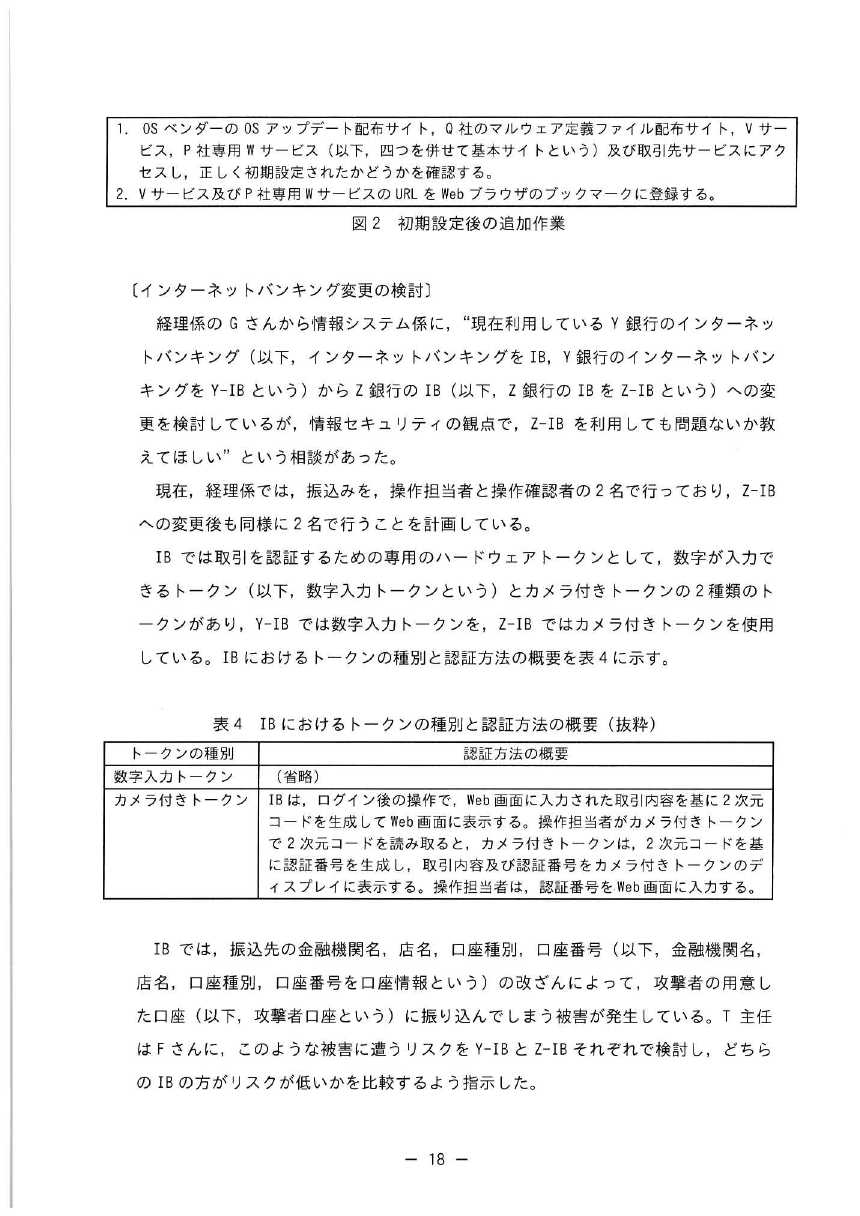 1. OS ベンダーの OS アップデート配布サイト，Q 社のマルウェア定義ファイル配布サイト，V サー
ビス，P 社専用 W サービス（以下，四つを併せて基本サイトという）及び取引先サービスにアク
セスし，正しく初期設定されたかどうかを確認する。
2. V サービス及び P 社専用 W サービスの URL を Web ブラウザのブックマークに登録する。
図 2　初期設定後の追加作業
〔インターネットバンキング変更の検討〕
経理係の G さんから情報システム係に，“現在利用している Y 銀行のインターネッ
トバンキング（以下，インターネットバンキングを IB，Y 銀行のインターネットバン
キングを Y-IB という）から Z 銀行の IB（以下，Z 銀行の IB を Z-IB という）への変
更を検討しているが，情報セキュリティの観点で，Z-IB を利用しても問題ないか教
えてほしい”という相談があった。
現在，経理係では，振込みを，操作担当者と操作確認者の 2 名で行っており，Z-IB
への変更後も同様に 2 名で行うことを計画している。
IB では取引を認証するための専用のハードウェアトークンとして，数字が入力で
きるトークン（以下，数字入力トークンという）とカメラ付きトークンの 2 種類のト
ークンがあり，Y-IB では数字入力トークンを，Z-IB ではカメラ付きトークンを使用
している。IB におけるトークンの種別と認証方法の概要を表 4 に示す。
表 4　IB におけるトークンの種別と認証方法の概要（抜粋）
トークンの種別　認証方法の概要
数字入力トークン　（省略）
カメラ付きトークン　IB は，ログイン後の操作で，Web 画面に入力された取引内容を基に 2 次元
コードを生成して Web 画面に表示する。操作担当者がカメラ付きトークン
で 2 次元コードを読み取ると，カメラ付きトークンは，2 次元コードを基
に認証番号を生成し，取引内容及び認証番号をカメラ付きトークンのデ
ィスプレイに表示する。操作担当者は，認証番号を Web 画面に入力する。
IB では，振込先の金融機関名，店名，口座種別，口座番号（以下，金融機関名，
店名，口座種別，口座番号を口座情報という）の改ざんによって，攻撃者の用意し
た口座（以下，攻撃者口座という）に振り込んでしまう被害が発生している。T 主任
は F さんに，このような被害に遭うリスクを Y-IB と Z-IB それぞれで検討し，どちら
の IB の方がリスクが低いかを比較するよう指示した。
－ 18 －